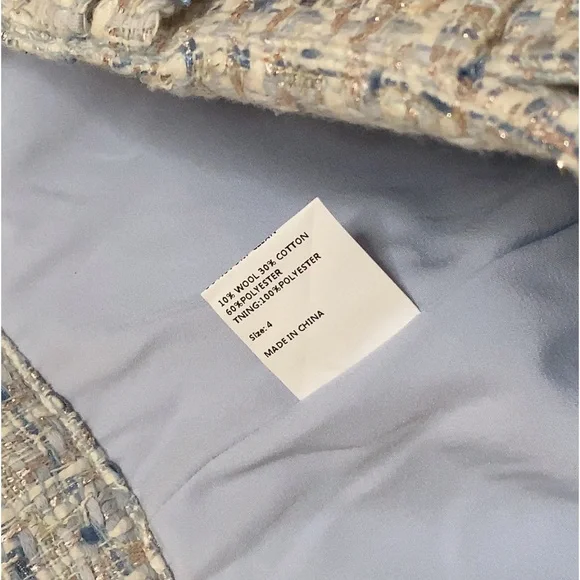 10% WOOL 30% COTTON
60%POLYESTER
TNING:100%POLYESTER
Size: 4
MADE IN CHINA